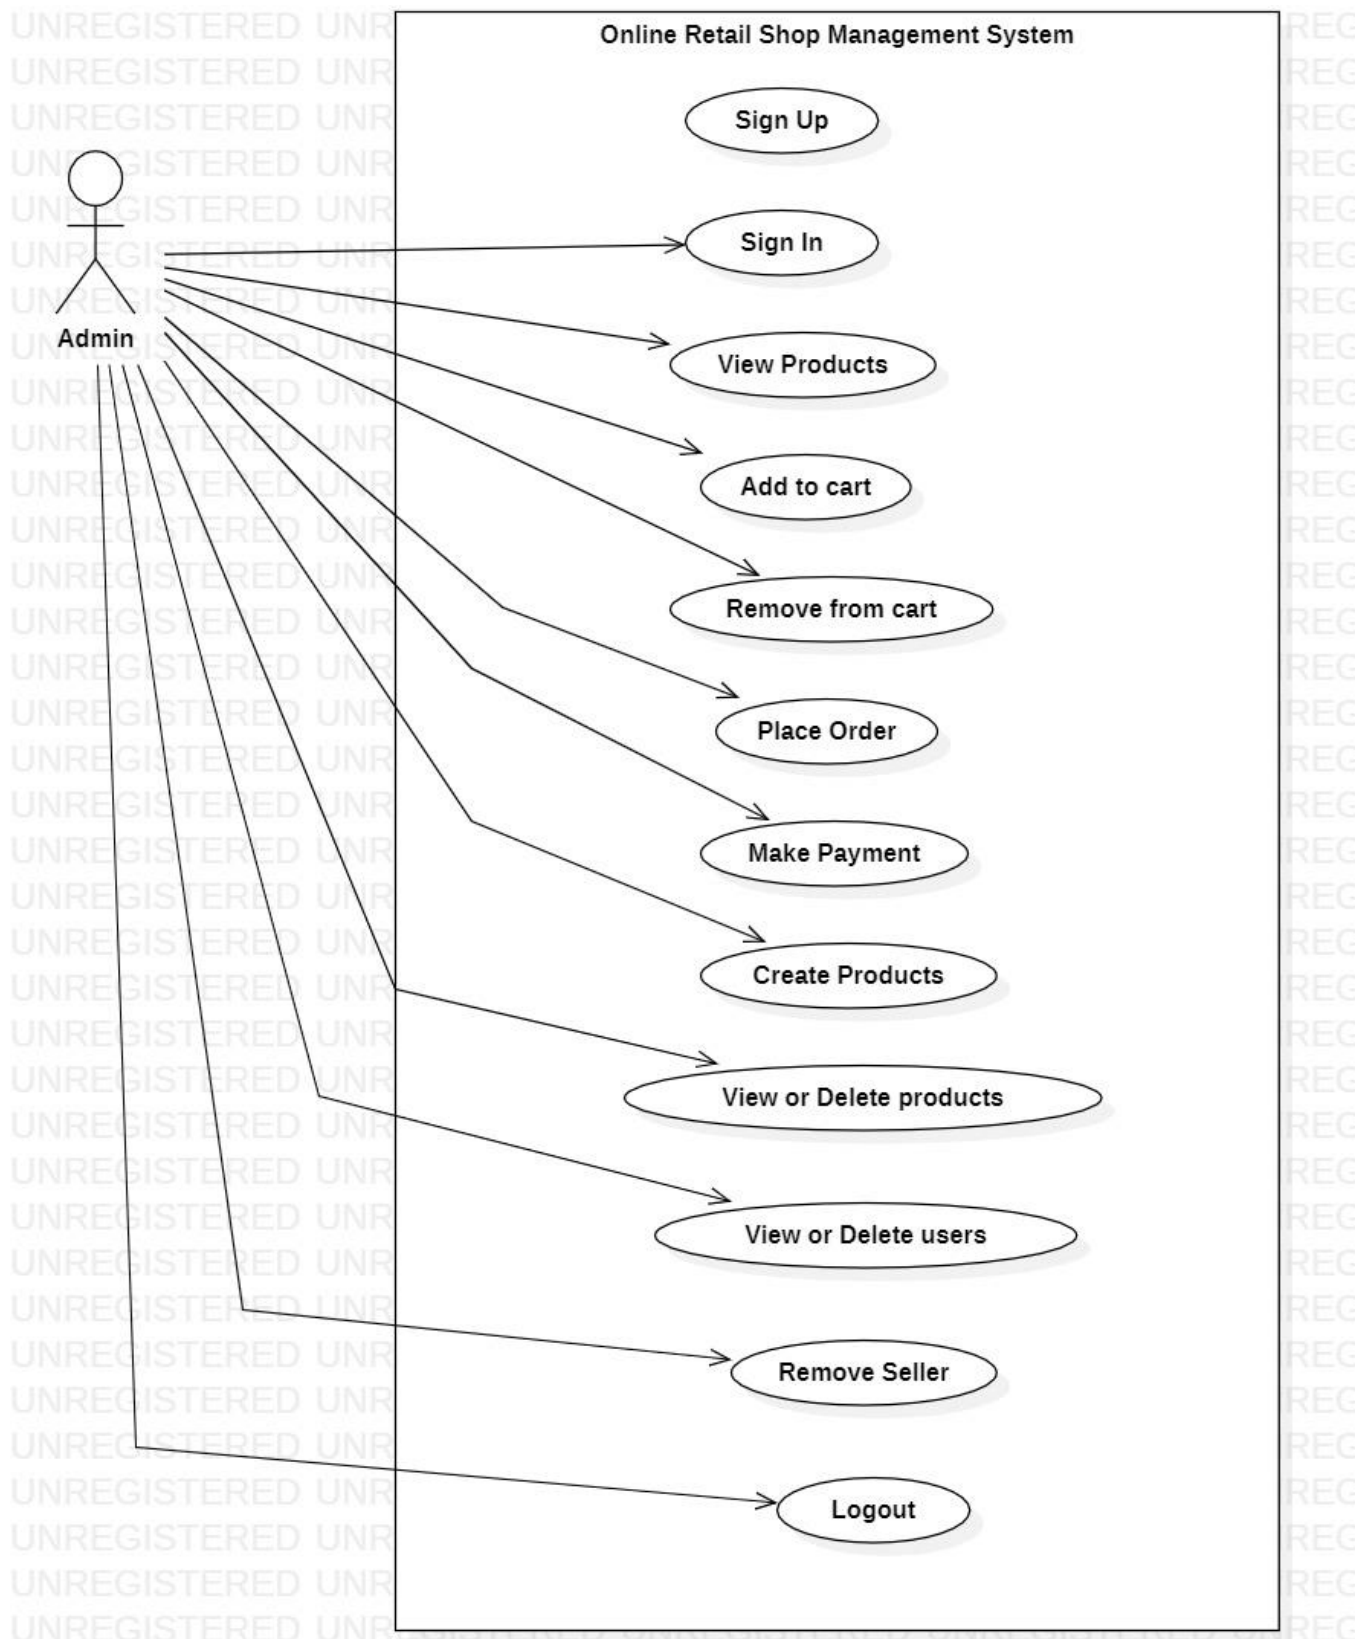 Online Retail Shop Management System
Sign Up
Sign In
Admin
View Products
Add to cart
Remove from cart
Place Order
Make Payment
Create Products
View or Delete products
View or Delete users
Remove Seller
Logout
UNREGISTERED